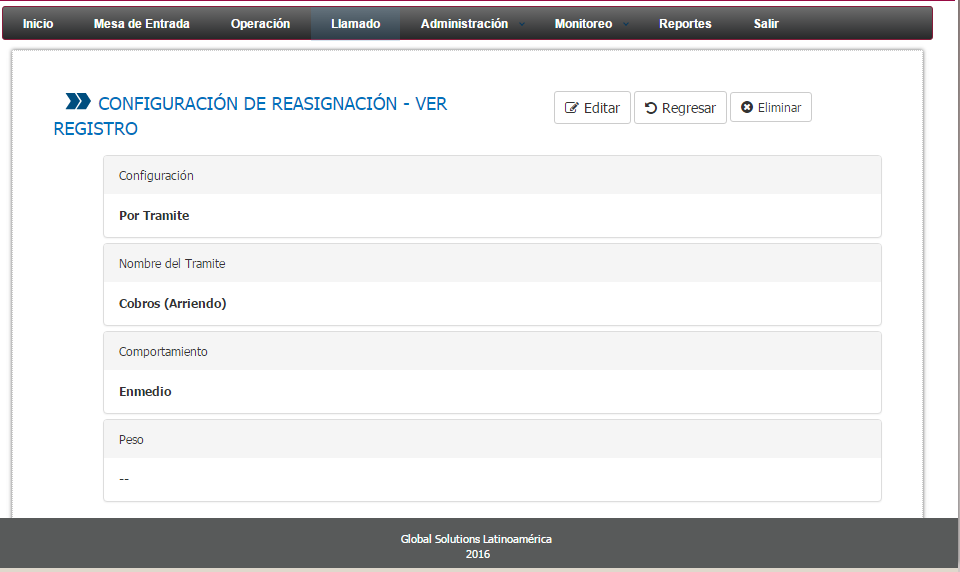 Inicio Mesa de Entrada Operación Llamado Administración Monitoreo Reportes Salir
CONFIGURACIÓN DE REASIGNACIÓN - VER
REGISTRO
Editar Regresar Eliminar
Configuración
Por Tramite
Nombre del Tramite
Cobros (Arriendo)
Comportamiento
Enmedio
Peso
--
Global Solutions Latinoamérica
2016